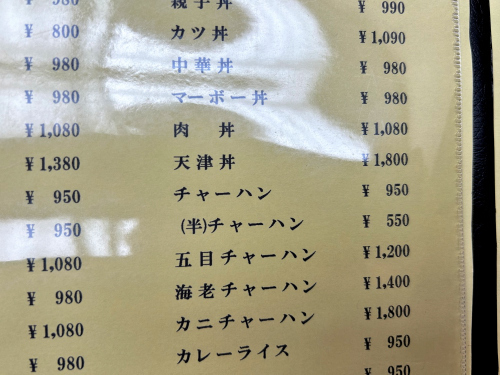 ¥ 980
¥ 800
¥ 980
¥ 980
¥1,080
¥1,380
¥ 950
¥ 950
¥1,080
¥ 980
¥1,080
¥ 980
親子丼 ¥ 990
カツ丼 ¥1,090
中華丼 ¥ 980
マーボー丼 ¥ 980
肉 丼 ¥1,080
天津丼 ¥1,800
チャーハン ¥ 950
(半)チャーハン ¥ 550
五目チャーハン ¥1,200
海老チャーハン ¥1,400
カニチャーハン ¥1,800
カレーライス ¥ 950
¥ 950